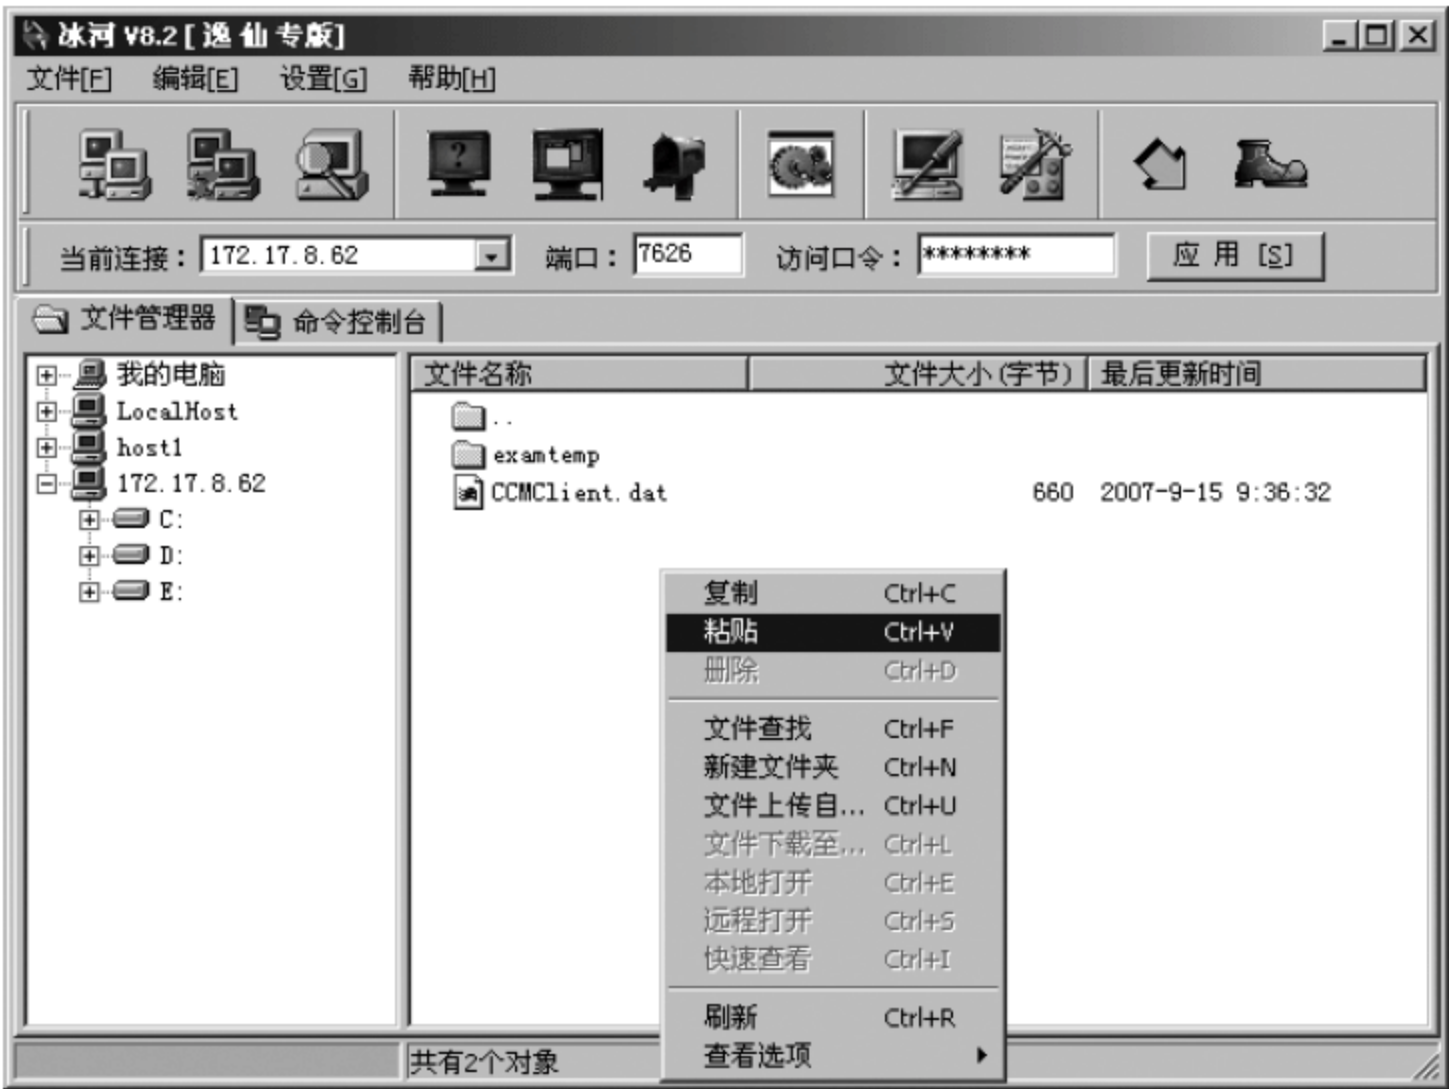 冰河 V8.2 [ 逸 仙 专版]
文件[F] 编辑[E] 设置[G] 帮助[H]
?
当前连接： 172.17.8.62 端口： 7626 访问口令： ******** 应 用 [S]
文件管理器 命令控制台
文件名称 文件大小(字节) 最后更新时间
我的电脑
LocalHost
host1
172.17.8.62
C:
D:
E:
..
examtemp
CCMClient.dat 660 2007-9-15 9:36:32
复制 Ctrl+C
粘贴 Ctrl+V
删除 Ctrl+D
文件查找 Ctrl+F
新建文件夹 Ctrl+N
文件上传自... Ctrl+U
文件下载至... Ctrl+L
本地打开 Ctrl+E
远程打开 Ctrl+S
快速查看 Ctrl+I
刷新 Ctrl+R
查看选项
共有2个对象